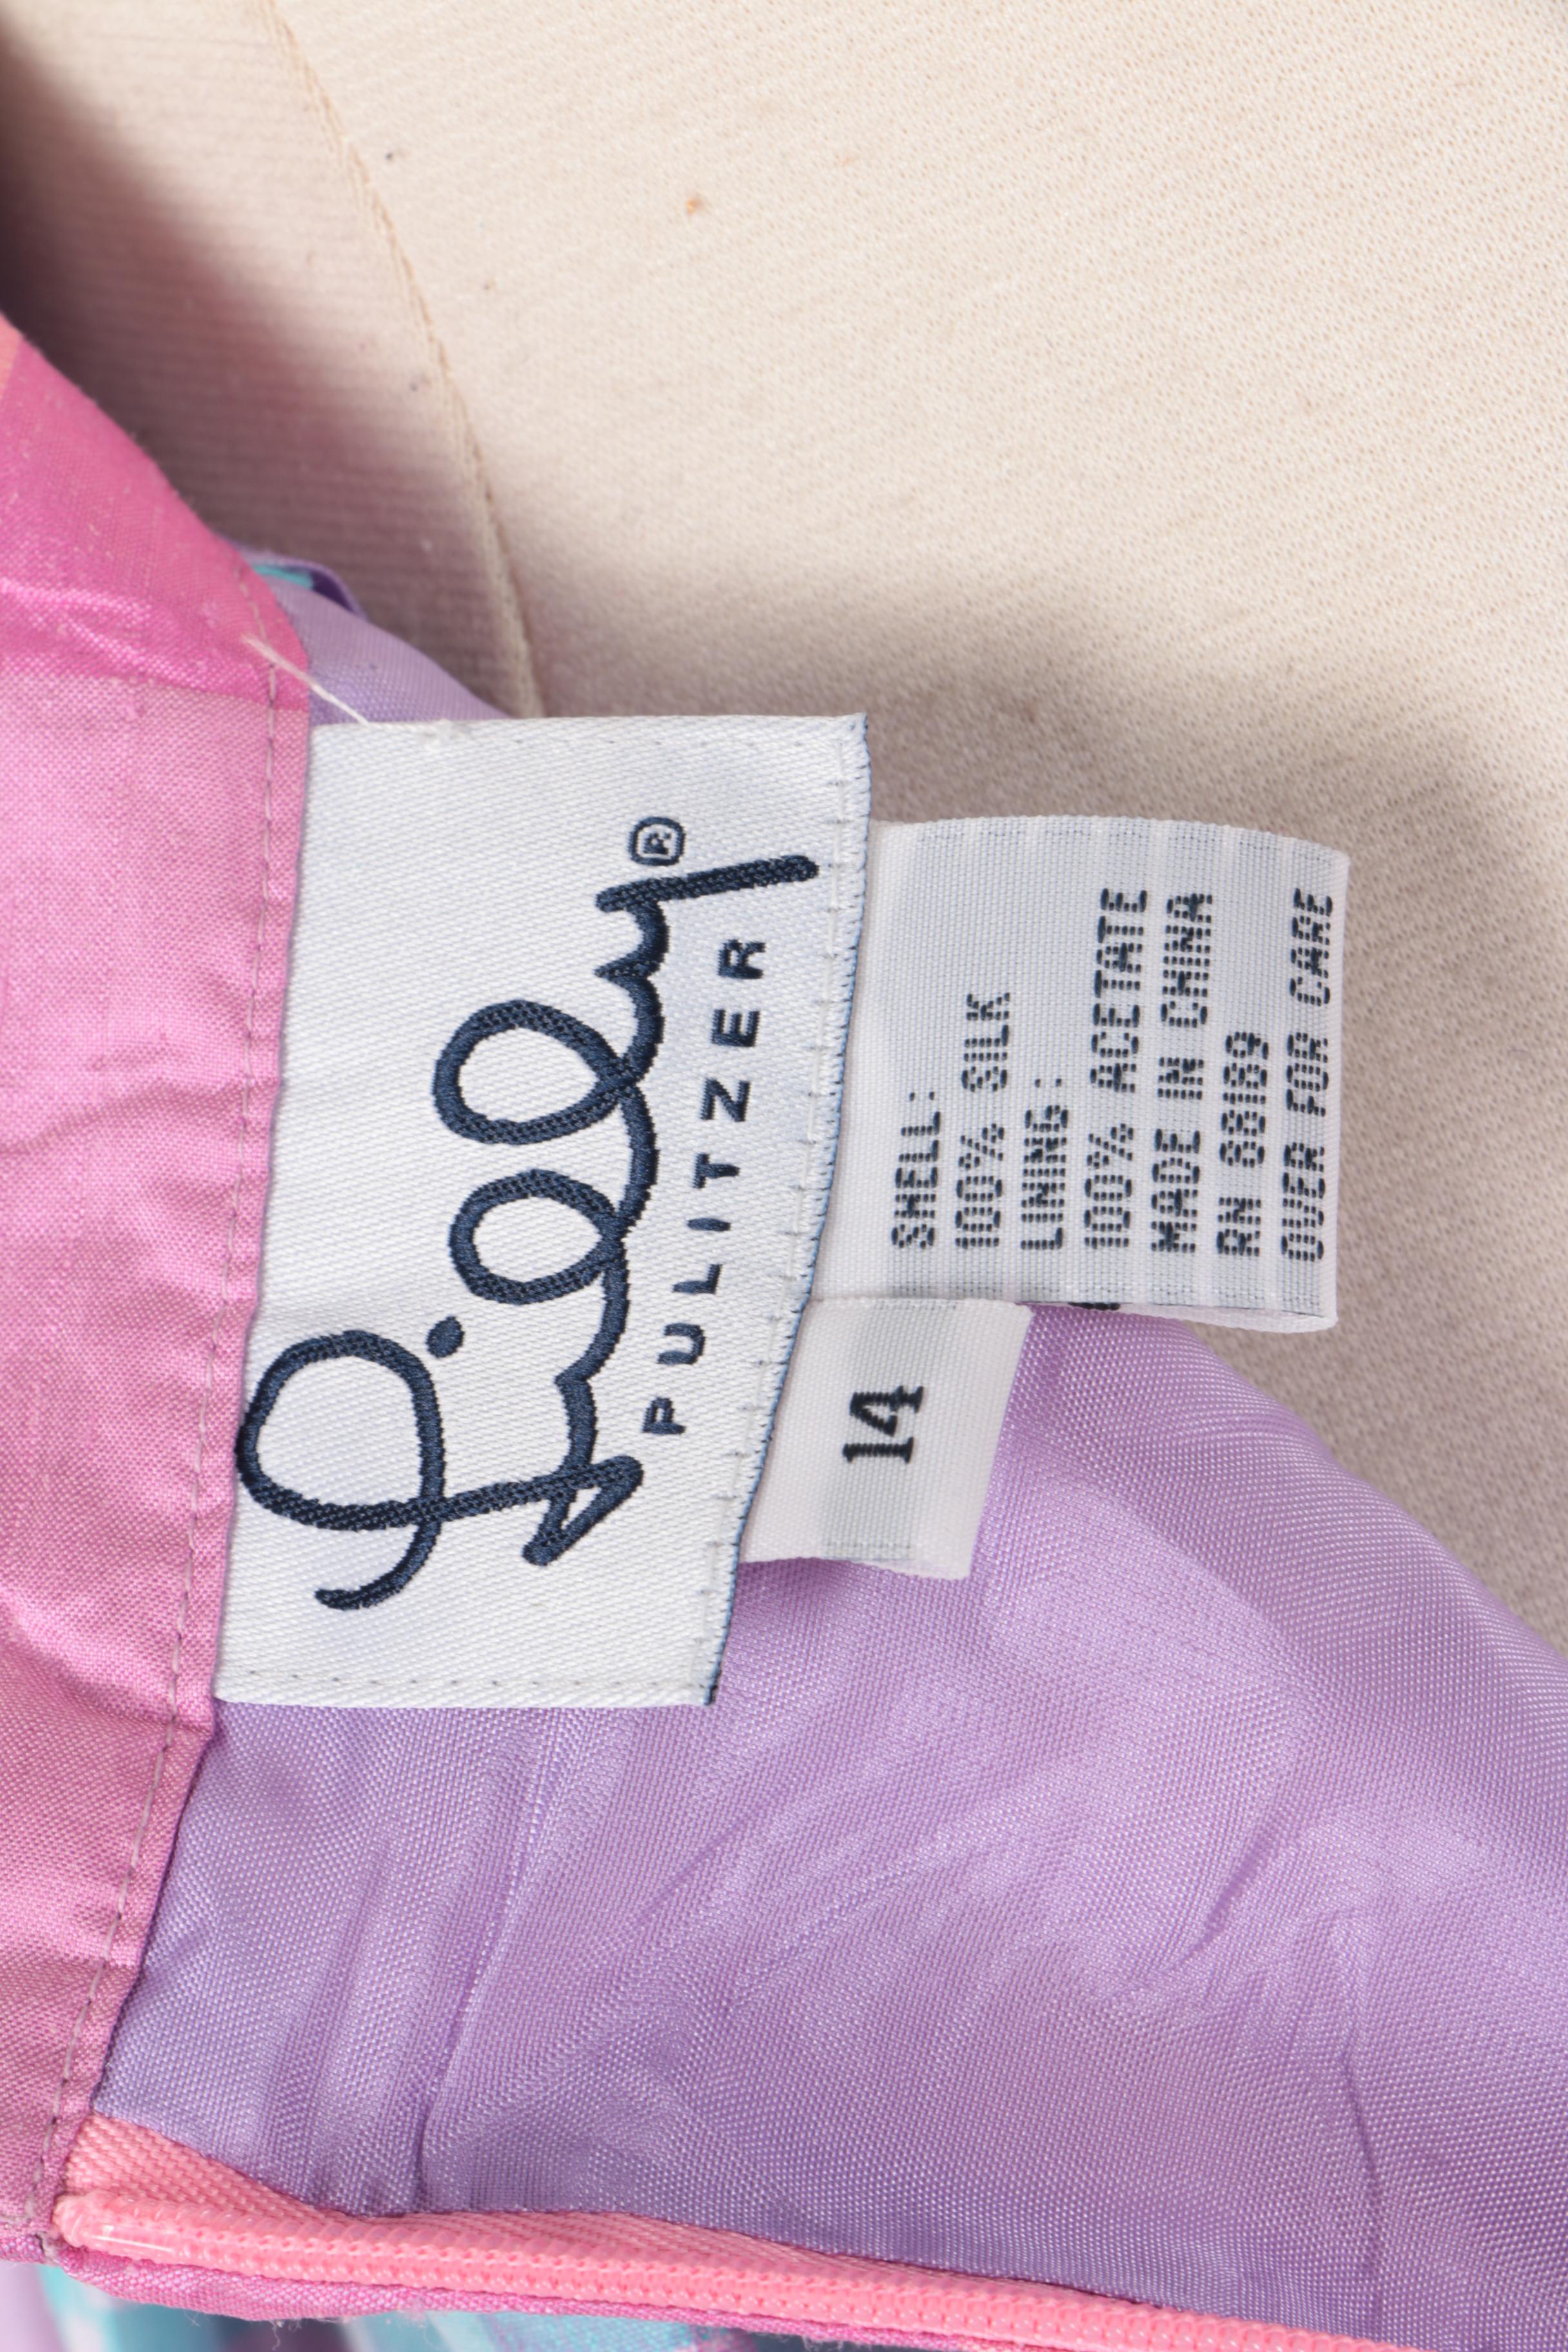 Lilly®
PULITZER
14
SHELL:
100% SILK
LINING:
100% ACETATE
MADE IN CHINA
RN 88189
OVER FOR CARE